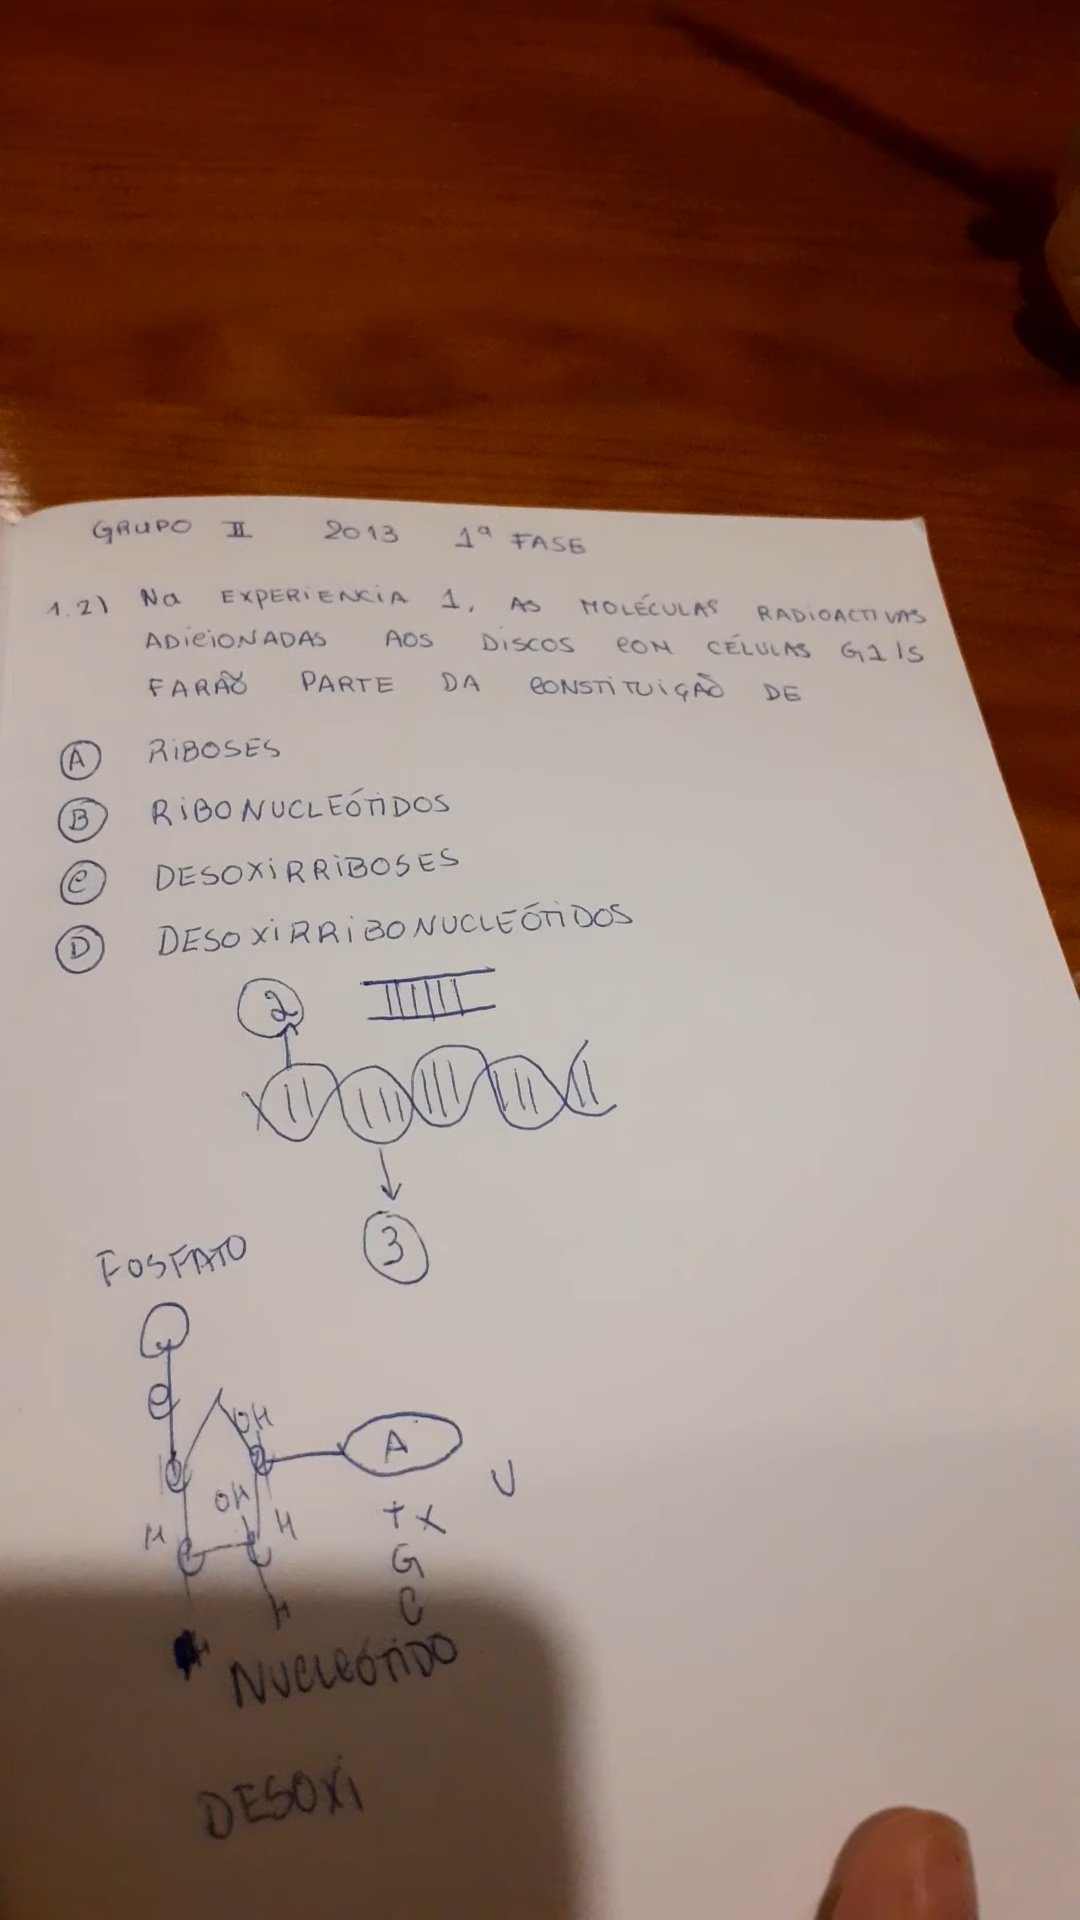 GRUPO II 2013 1ª FASE
1.2) Na EXPERIENCIA 1, AS MOLÉCULAS RADIOACTIVAS
ADICIONADAS AOS DISCOS COM CÉLULAS G1/S
FARÃO PARTE DA CONSTITUIÇÃO DE
A RIBOSES
B RIBONUCLEÓTIDOS
C DESOXIRRIBOSES
D DESOXIRRIBONUCLEÓTIDOS
2
3
FOSFATO
OH
A
U
OH
H
H
T X
G
C
H
H
NUCLEÓTIDO
DESOXI